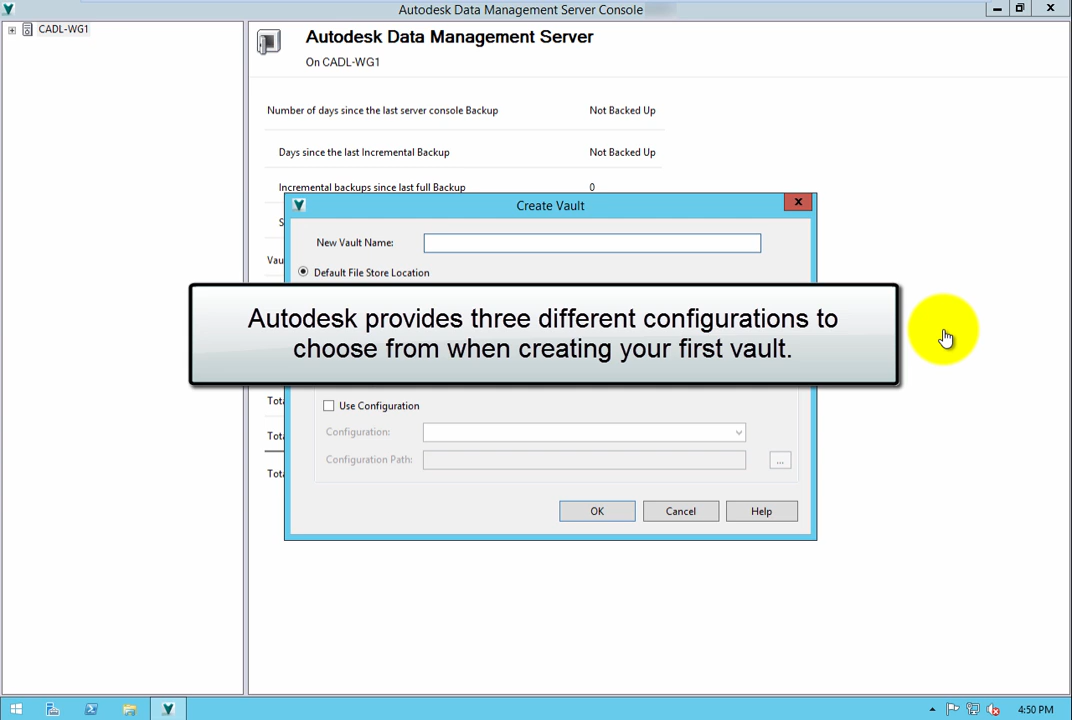 Autodesk Data Management Server Console
CADL-WG1
Autodesk Data Management Server
On CADL-WG1
Number of days since the last server console Backup Not Backed Up
Days since the last Incremental Backup Not Backed Up
Incremental backups since last full Backup 0
Create Vault
New Vault Name:
Default File Store Location
Autodesk provides three different configurations to
choose from when creating your first vault.
Use Configuration
Configuration:
Configuration Path:
...
OK Cancel Help
4:50 PM